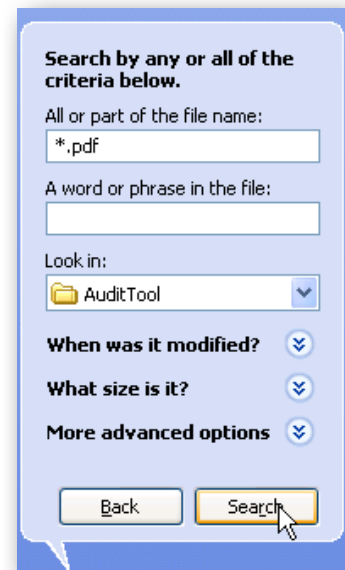 Search by any or all of the
criteria below.
All or part of the file name:
*.pdf
A word or phrase in the file:
Look in:
AuditTool
When was it modified?
What size is it?
More advanced options
Back
Search